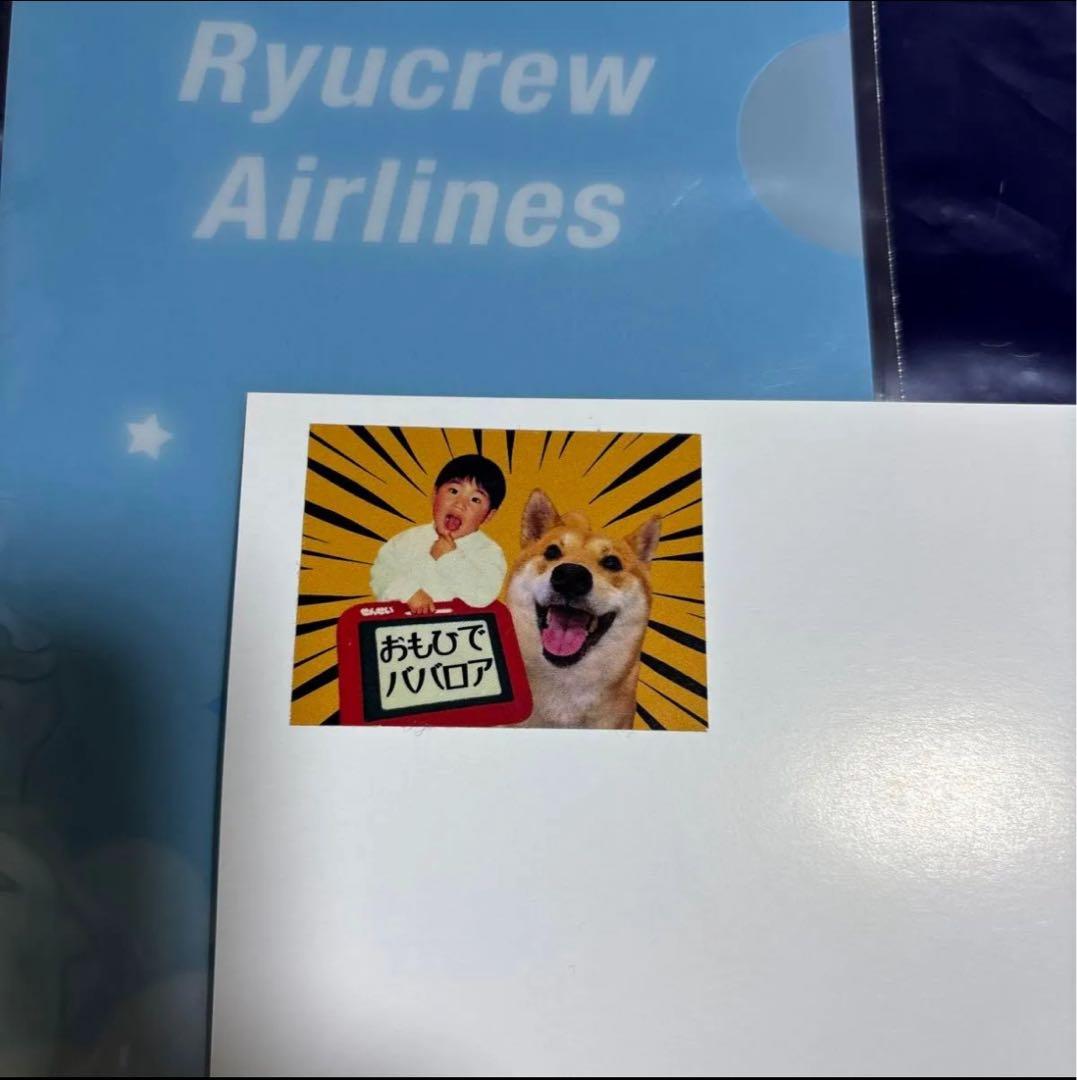 Ryucrew
Airlines
せんせい
おもひで
ババロア